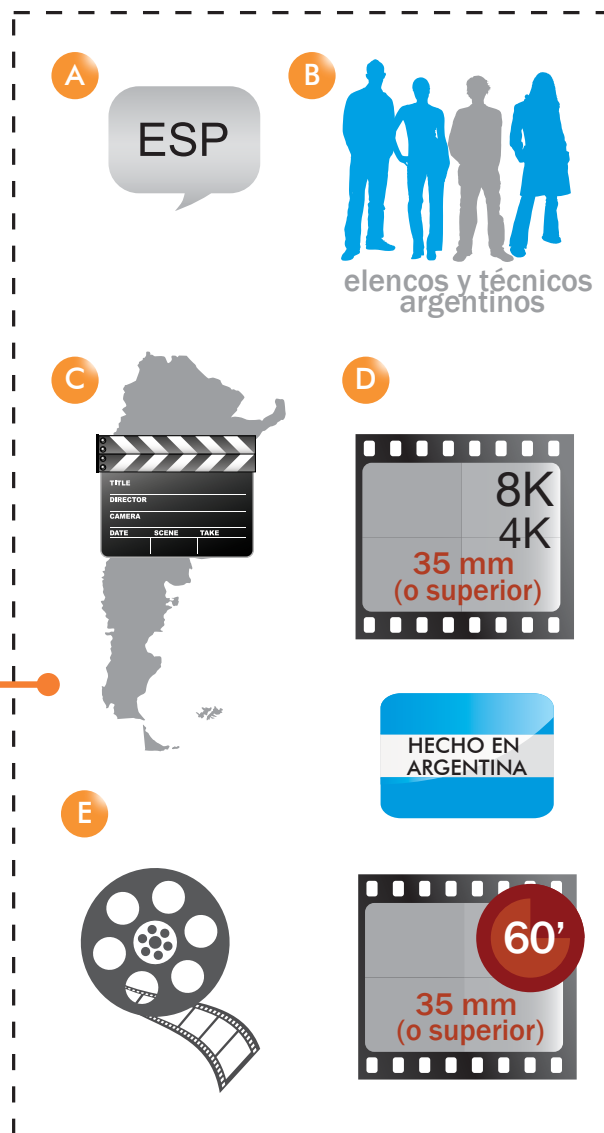 A
ESP
B
elencos y técnicos
argentinos
C
TITLE
DIRECTOR
CAMERA
DATE SCENE TAKE
D
8K
4K
35 mm
(o superior)
HECHO EN
ARGENTINA
E
60’
35 mm
(o superior)